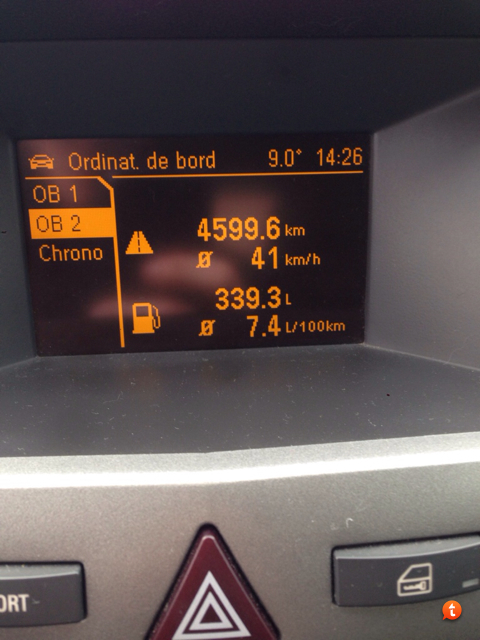 Ordinat. de bord 9.0° 14:26
OB 1
OB 2
Chrono
4599.6 km
Ø 41 km/h
339.3 L
Ø 7.4 L/100km
ORT
t